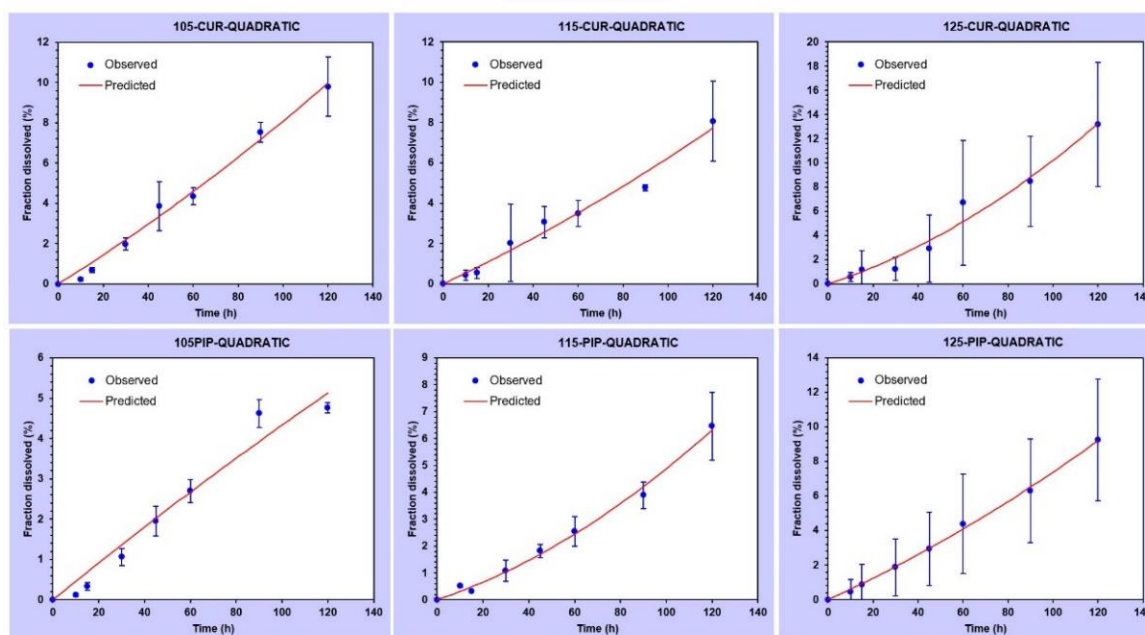 105-CUR-QUADRATIC
12
10
8
6
4
2
0
0 20 40 60 80 100 120 140
Fraction dissolved (%)
Time (h)
Observed
Predicted
115-CUR-QUADRATIC
12
10
8
6
4
2
0
0 20 40 60 80 100 120 140
Fraction dissolved (%)
Time (h)
Observed
Predicted
125-CUR-QUADRATIC
20
18
16
14
12
10
8
6
4
2
0
0 20 40 60 80 100 120 14
Fraction dissolved (%)
Time (h)
Observed
Predicted
105PIP-QUADRATIC
6
5
4
3
2
1
0
0 20 40 60 80 100 120 140
Fraction dissolved (%)
Time (h)
Observed
Predicted
115-PIP-QUADRATIC
9
8
7
6
5
4
3
2
1
0
0 20 40 60 80 100 120 140
Fraction dissolved (%)
Time (h)
Observed
Predicted
125-PIP-QUADRATIC
14
12
10
8
6
4
2
0
0 20 40 60 80 100 120 14
Fraction dissolved (%)
Time (h)
Observed
Predicted